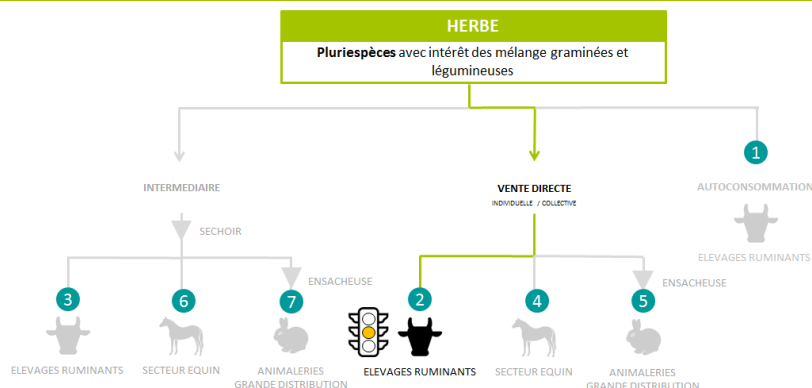 HERBE
Pluriespèces avec intérêt des mélange graminées et
légumineuses
1
INTERMEDIAIRE
VENTE DIRECTE
INDIVIDUELLE / COLLECTIVE
AUTOCONSOMMATION
SECHOIR
ELEVAGES RUMINANTS
ENSACHEUSE
ENSACHEUSE
3
6
7
2
4
5
ELEVAGES RUMINANTS
SECTEUR EQUIN
ANIMALERIES
GRANDE DISTRIBUTION
ELEVAGES RUMINANTS
SECTEUR EQUIN
ANIMALERIES
GRANDE DISTRIBUTION